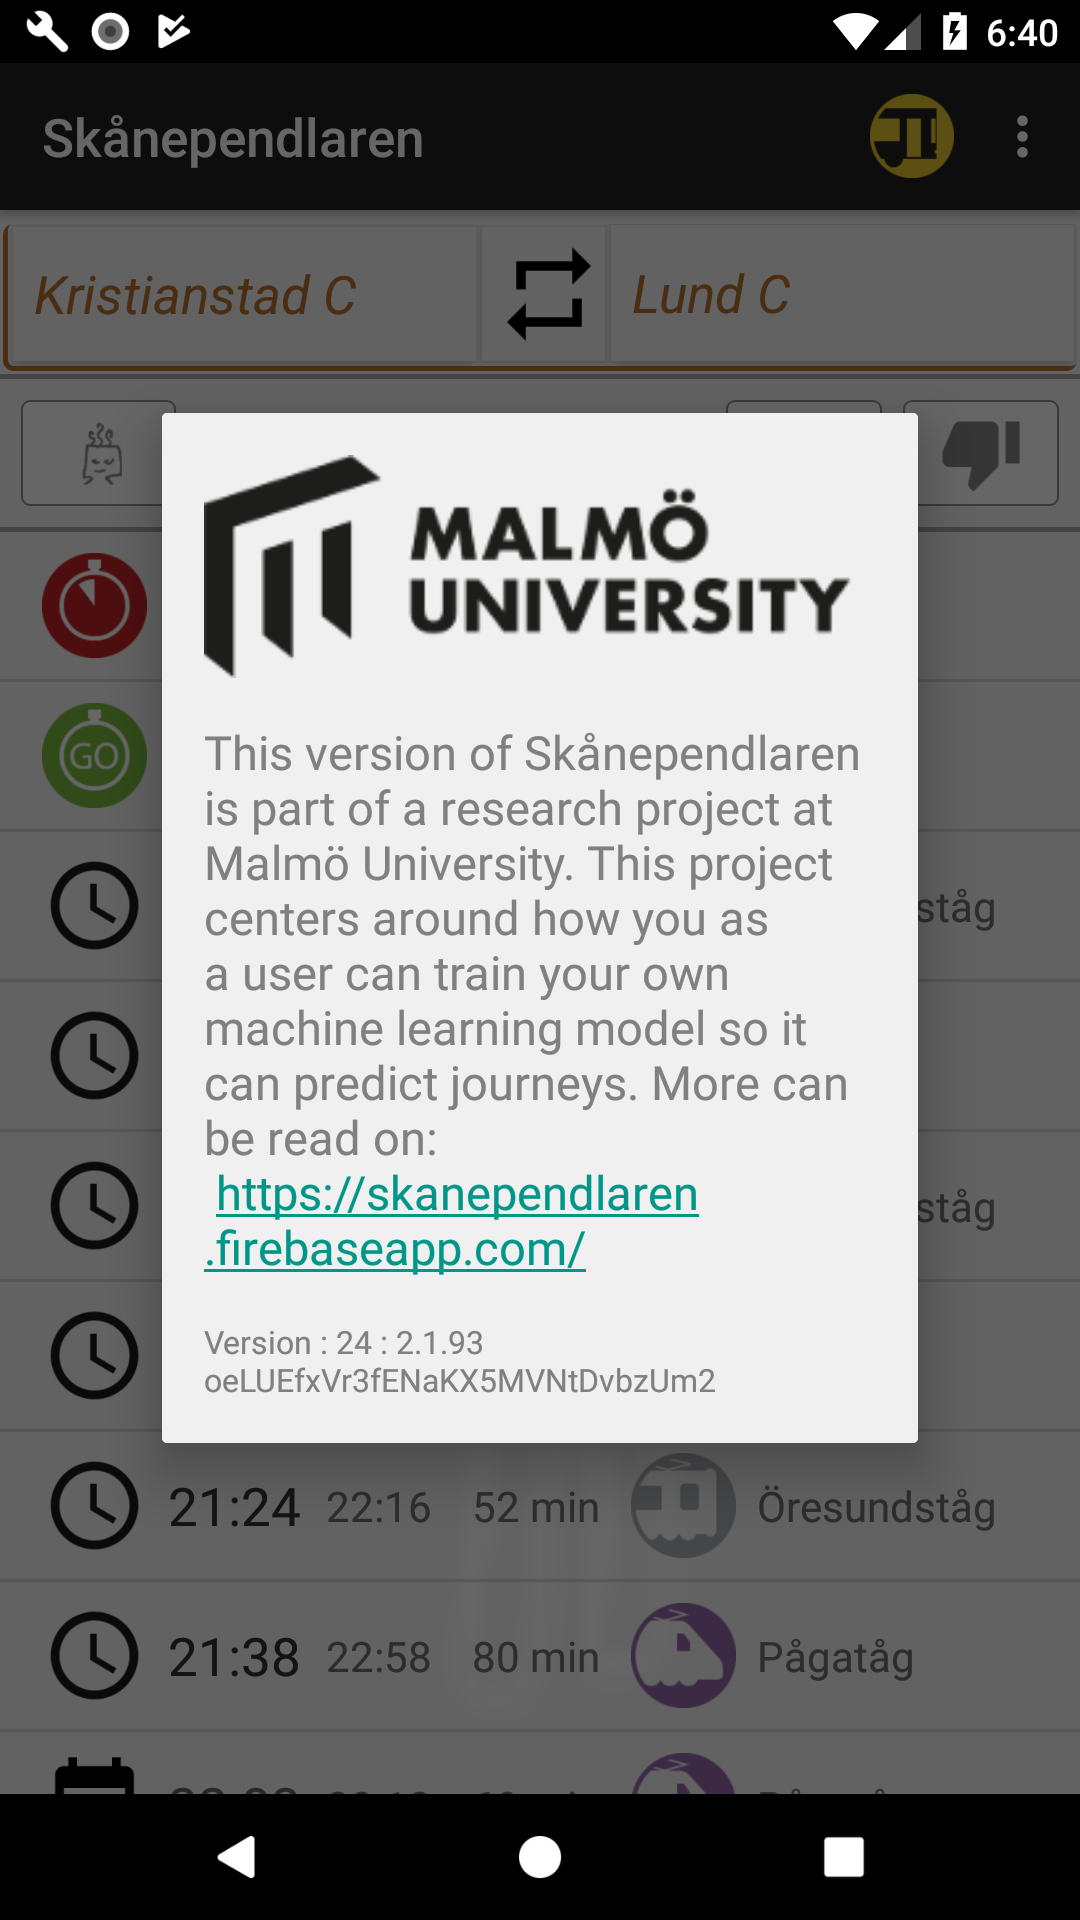 6:40
Skånependlaren
Kristianstad C
Lund C
MALMÖ
UNIVERSITY
This version of Skånependlaren
is part of a research project at
Malmö University. This project
centers around how you as
a user can train your own
machine learning model so it
can predict journeys. More can
be read on:
https://skanependlaren
.firebaseapp.com/
Version : 24 : 2.1.93
oeLUEfxVr3fENaKX5MVNtDvbzUm2
GO
ståg
ståg
21:24 22:16 52 min Öresundståg
21:38 22:58 80 min Pågatåg